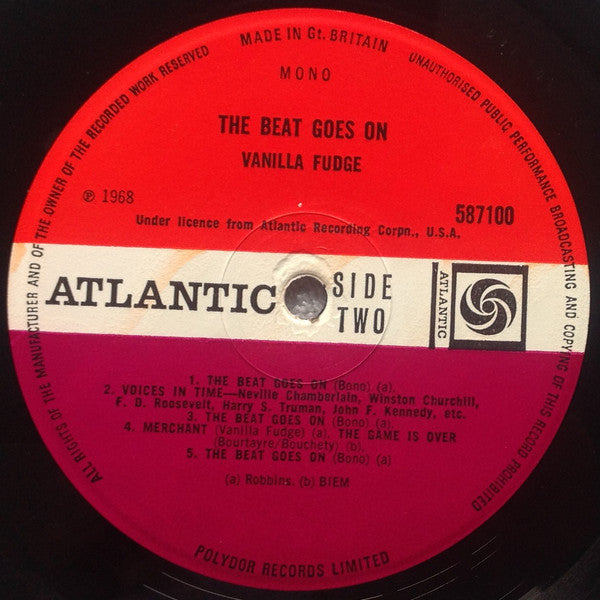 MADE IN Gt. BRITAIN
UNAUTHORISED PUBLIC PERFORMANCE BROADCASTING AND COPYING OF THIS RECORD PROHIBITED
ALL RIGHTS OF THE MANUFACTURER AND OF THE OWNER OF THE RECORDED WORK RESERVED
MONO
THE BEAT GOES ON
VANILLA FUDGE
℗ 1968
587100
Under licence from Atlantic Recording Corpn., U.S.A.
ATLANTIC
SIDE
TWO
ATLANTIC
1. THE BEAT GOES ON (Bono) (a).
2. VOICES IN TIME—Neville Chamberlain, Winston Churchill,
F. D. Roosevelt, Harry S. Truman, John F. Kennedy, etc.
3. THE BEAT GOES ON (Bono) (a)
4. MERCHANT (Vanilla Fudge) (a). THE GAME IS OVER
(Bourtayre/Bouchety) (b).
5. THE BEAT GOES ON (Bono) (a)
(a) Robbins. (b) BIEM
POLYDOR RECORDS LIMITED